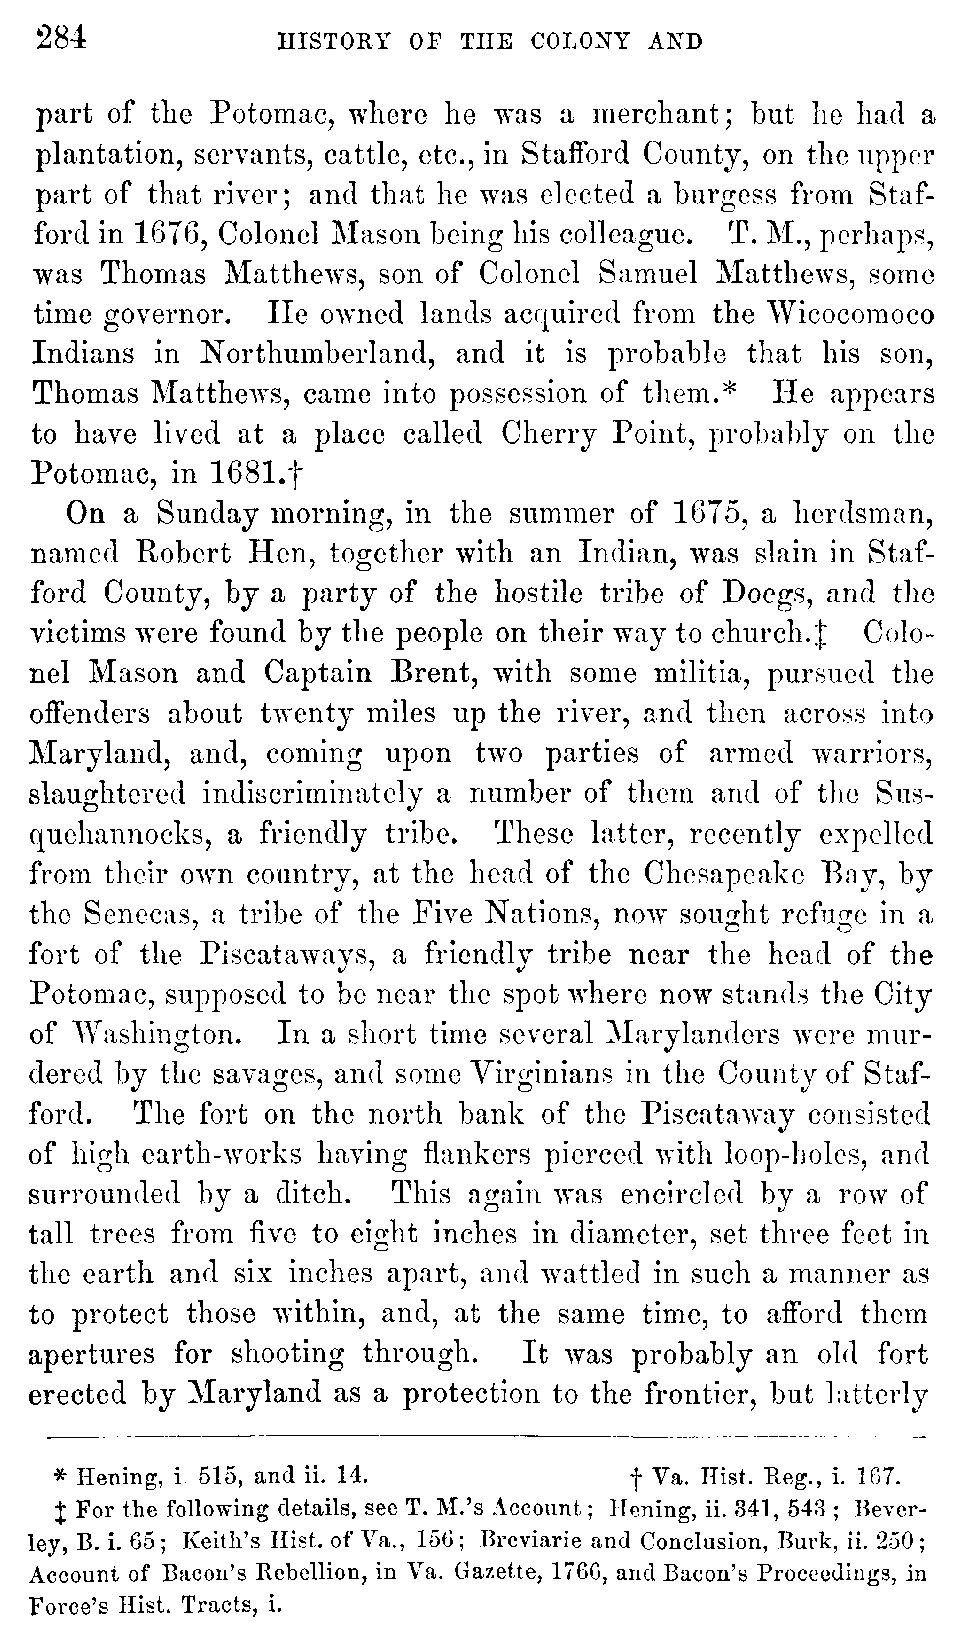 284 HISTORY OF THE COLONY AND
part of the Potomac, where he was a merchant; but he had a
plantation, servants, cattle, etc., in Stafford County, on the upper
part of that river; and that he was elected a burgess from Staf-
ford in 1676, Colonel Mason being his colleague. T. M., perhaps,
was Thomas Matthews, son of Colonel Samuel Matthews, some
time governor. He owned lands acquired from the Wicocomoco
Indians in Northumberland, and it is probable that his son,
Thomas Matthews, came into possession of them.* He appears
to have lived at a place called Cherry Point, probably on the
Potomac, in 1681.†
On a Sunday morning, in the summer of 1675, a herdsman,
named Robert Hen, together with an Indian, was slain in Staf-
ford County, by a party of the hostile tribe of Doegs, and the
victims were found by the people on their way to church.‡ Colo-
nel Mason and Captain Brent, with some militia, pursued the
offenders about twenty miles up the river, and then across into
Maryland, and, coming upon two parties of armed warriors,
slaughtered indiscriminately a number of them and of the Sus-
quehannocks, a friendly tribe. These latter, recently expelled
from their own country, at the head of the Chesapeake Bay, by
the Senecas, a tribe of the Five Nations, now sought refuge in a
fort of the Piscataways, a friendly tribe near the head of the
Potomac, supposed to be near the spot where now stands the City
of Washington. In a short time several Marylanders were mur-
dered by the savages, and some Virginians in the County of Staf-
ford. The fort on the north bank of the Piscataway consisted
of high earth-works having flankers pierced with loop-holes, and
surrounded by a ditch. This again was encircled by a row of
tall trees from five to eight inches in diameter, set three feet in
the earth and six inches apart, and wattled in such a manner as
to protect those within, and, at the same time, to afford them
apertures for shooting through. It was probably an old fort
erected by Maryland as a protection to the frontier, but latterly
* Hening, i. 515, and ii. 14. † Va. Hist. Reg., i. 167.
‡ For the following details, see T. M.'s Account; Hening, ii. 341, 543; Bever-
ley, B. i. 65; Keith's Hist. of Va., 156; Breviarie and Conclusion, Burk, ii. 250;
Account of Bacon's Rebellion, in Va. Gazette, 1766, and Bacon's Proceedings, in
Force's Hist. Tracts, i.